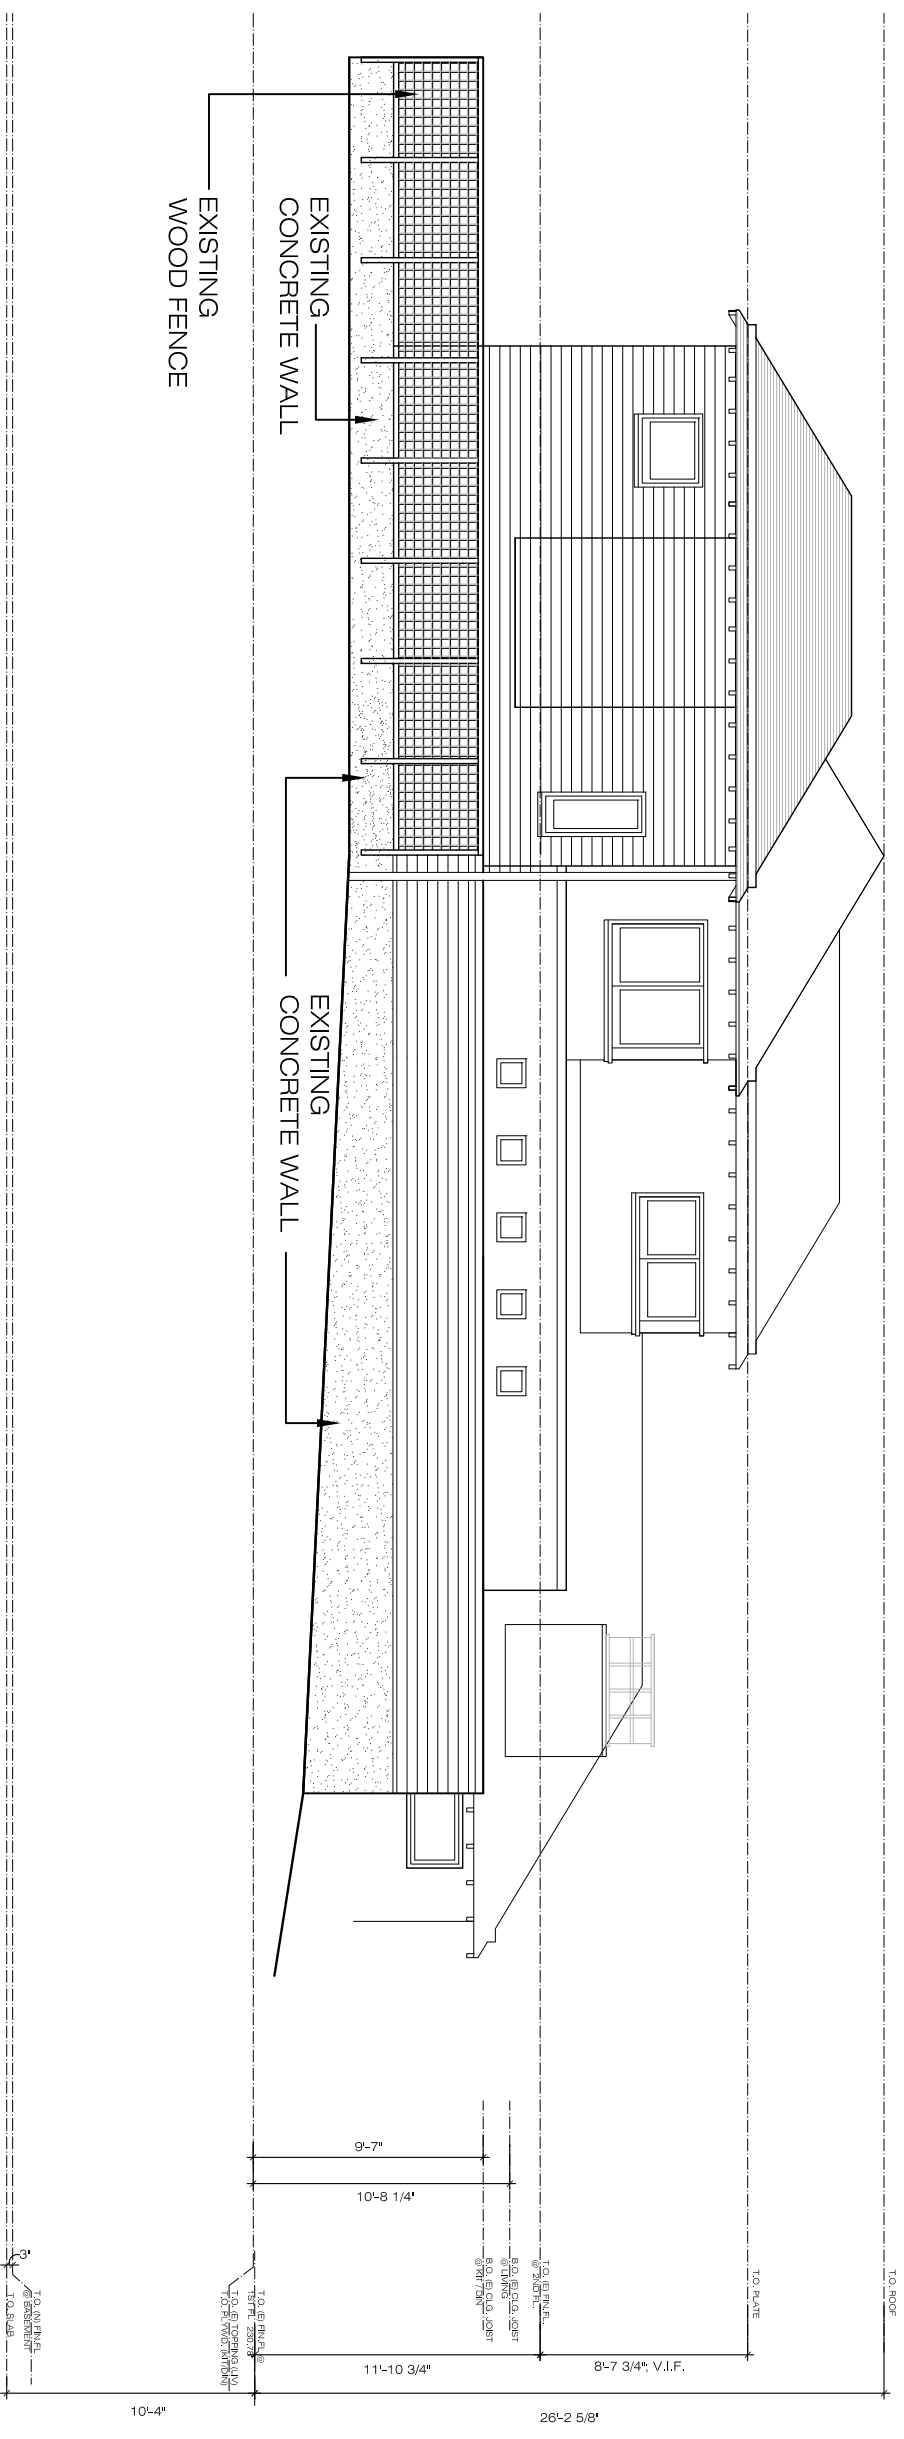 EXISTING
WOOD FENCE
EXISTING
CONCRETE WALL
EXISTING
CONCRETE WALL
T.O. ROOF
T.O. PLATE
T.O. (E) FIN.FL.
@ 2ND FL.
B.O. (E) CLG. JOIST
@ LIVING
B.O. (E) CLG. JOIST
@ KIT / DIN
T.O. (E) FIN.FL @
1ST FL 230.78
T.O. (E) TOPPING (LIV)
T.O. PLYWD. (KIT/DIN)
T.O. (N) FIN.FL
@ BASEMENT
T.O. SLAB
9'-7"
10'-8 1/4"
3"
11'-10 3/4"
8'-7 3/4"; V.I.F.
10'-4"
26'-2 5/8"